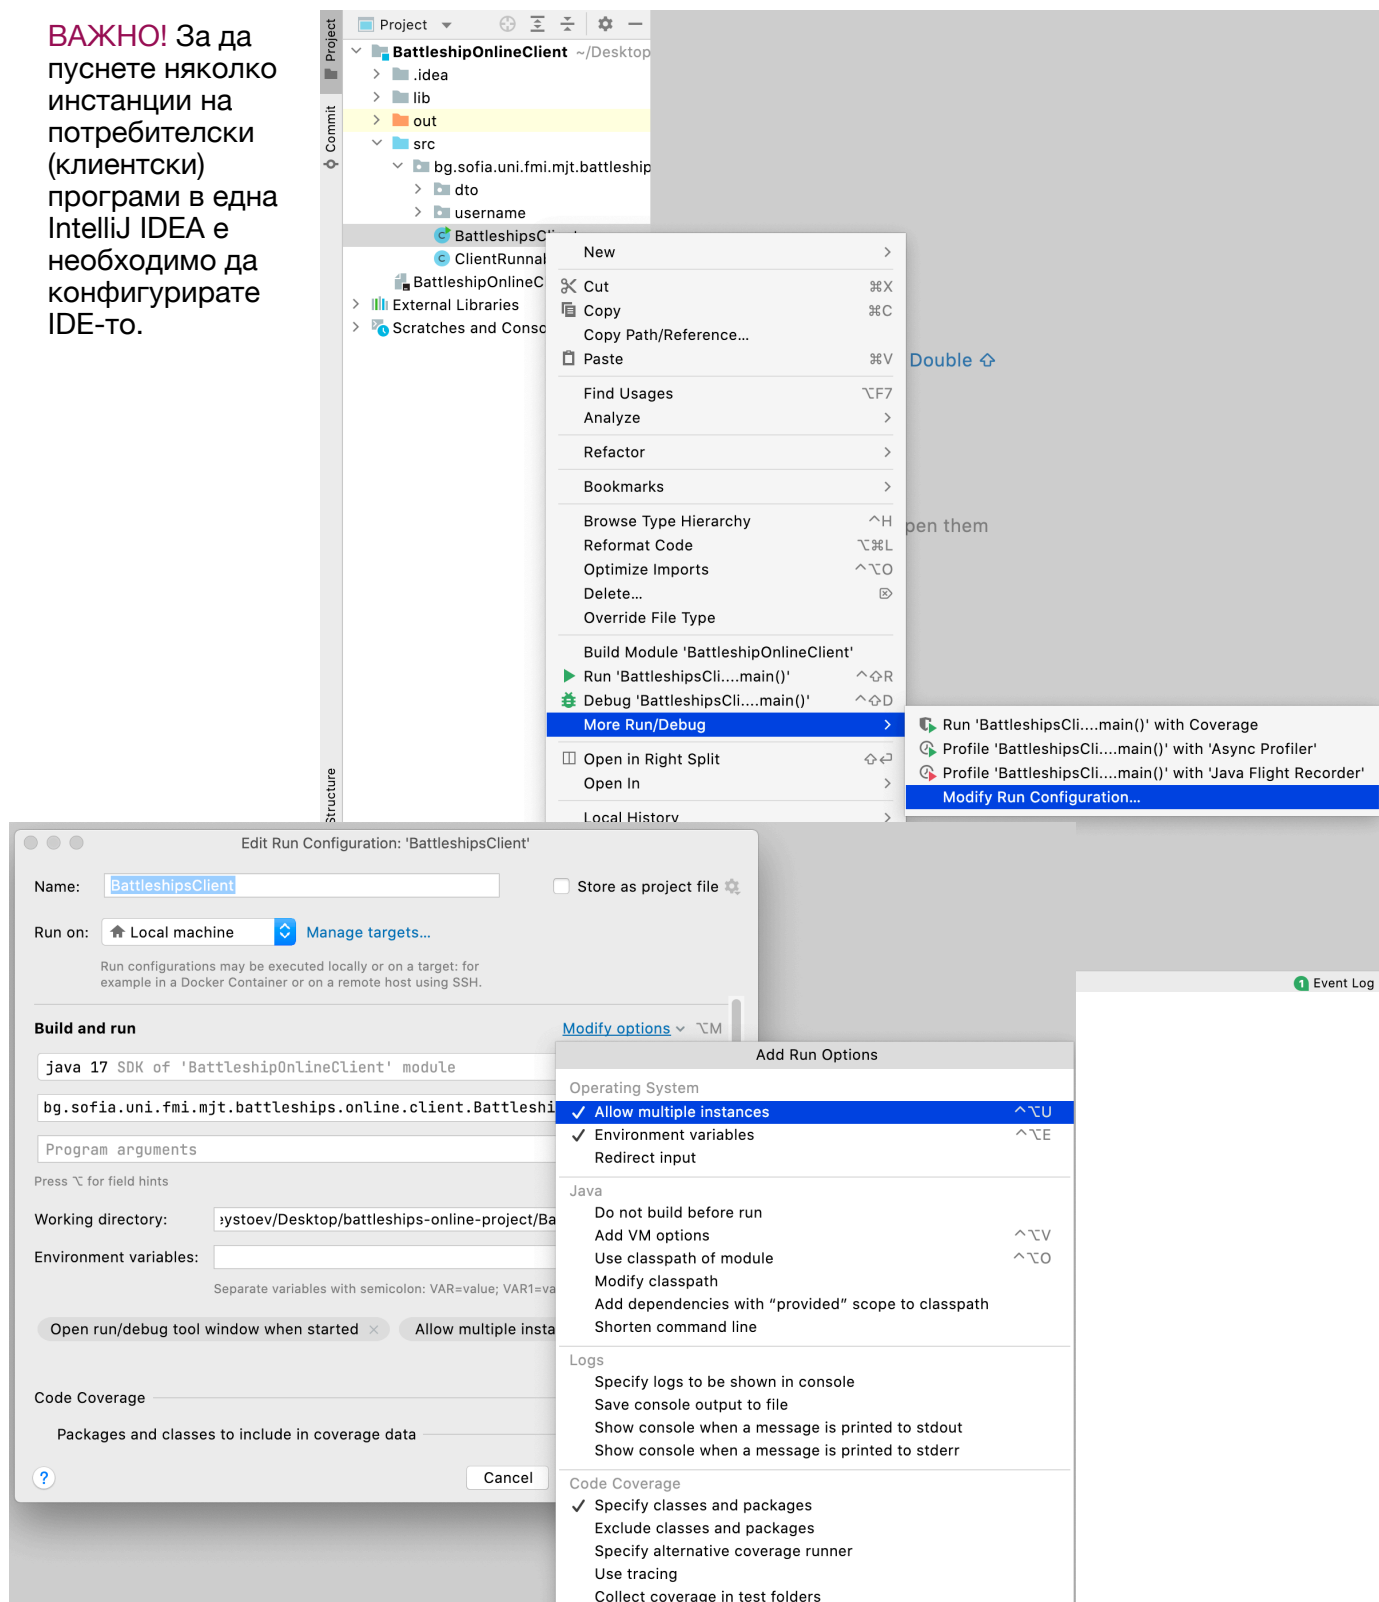 ВАЖНО! За да
пуснете няколко
инстанции на
потребителски
(клиентски)
програми в една
IntelliJ IDEA е
необходимо да
конфигурирате
IDE-то.
Project
Commit
Structure
Project
BattleshipOnlineClient ~/Desktop
.idea
lib
out
src
bg.sofia.uni.fmi.mjt.battleship
dto
username
BattleshipsCl
ClientRunnab
BattleshipOnlineC
External Libraries
Scratches and Conso
Double ⇧
pen them
New
Cut ⌘X
Copy ⌘C
Copy Path/Reference...
Paste ⌘V
Find Usages ⌥F7
Analyze
Refactor
Bookmarks
Browse Type Hierarchy ^H
Reformat Code ⌥⌘L
Optimize Imports ^⌥O
Delete... ⌦
Override File Type
Build Module 'BattleshipOnlineClient'
Run 'BattleshipsCli....main()' ^⇧R
Debug 'BattleshipsCli....main()' ^⇧D
More Run/Debug
Open in Right Split ⇧↵
Open In
Local History
Run 'BattleshipsCli....main()' with Coverage
Profile 'BattleshipsCli....main()' with 'Async Profiler'
Profile 'BattleshipsCli....main()' with 'Java Flight Recorder'
Modify Run Configuration...
Edit Run Configuration: 'BattleshipsClient'
Name: BattleshipsClient Store as project file
Run on: Local machine Manage targets...
Run configurations may be executed locally or on a target: for
example in a Docker Container or on a remote host using SSH.
Build and run Modify options ⌥M
java 17 SDK of 'BattleshipOnlineClient' module
bg.sofia.uni.fmi.mjt.battleships.online.client.Battleshi
Program arguments
Press ⌥ for field hints
Working directory: eystoev/Desktop/battleships-online-project/Ba
Environment variables:
Separate variables with semicolon: VAR=value; VAR1=va
Open run/debug tool window when started × Allow multiple insta
Code Coverage
Packages and classes to include in coverage data
? Cancel
Add Run Options
Operating System
✓ Allow multiple instances ^⌥U
✓ Environment variables ^⌥E
Redirect input
Java
Do not build before run
Add VM options ^⌥V
Use classpath of module ^⌥O
Modify classpath
Add dependencies with “provided” scope to classpath
Shorten command line
Logs
Specify logs to be shown in console
Save console output to file
Show console when a message is printed to stdout
Show console when a message is printed to stderr
Code Coverage
✓ Specify classes and packages
Exclude classes and packages
Specify alternative coverage runner
Use tracing
Collect coverage in test folders
1 Event Log